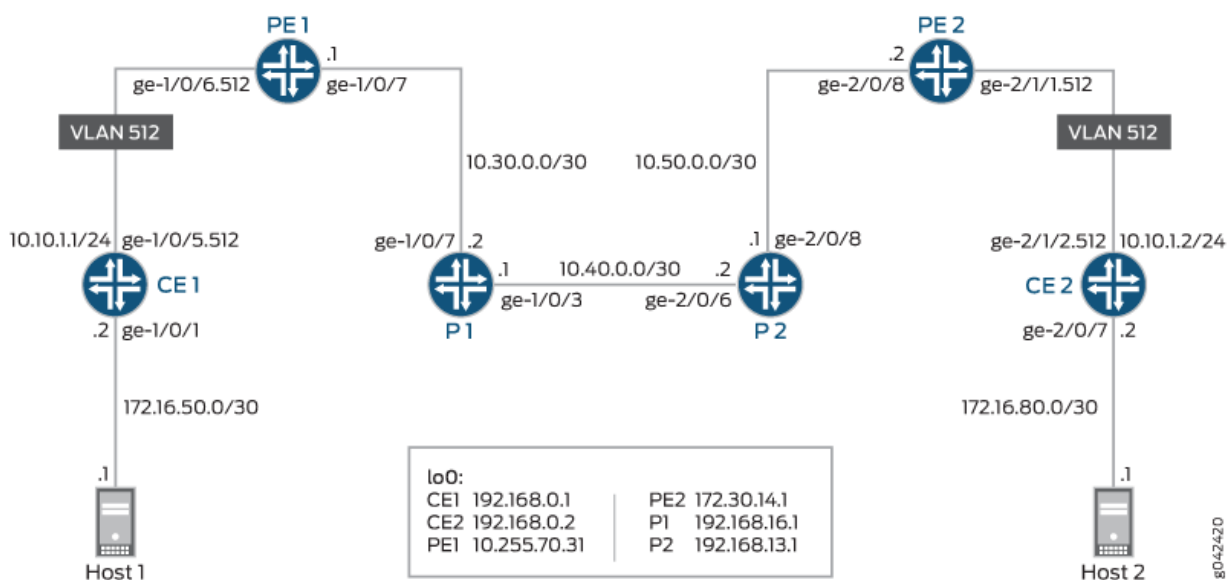 PE 1
PE 2
.1
.2
ge-1/0/6.512
ge-1/0/7
ge-2/0/8
ge-2/1/1.512
VLAN 512
VLAN 512
10.30.0.0/30
10.50.0.0/30
10.10.1.1/24 ge-1/0/5.512
ge-1/0/7 .2
.1 ge-2/0/8
ge-2/1/2.512 10.10.1.2/24
CE 1
.1 10.40.0.0/30 .2
CE 2
ge-1/0/3 ge-2/0/6
.2 ge-1/0/1
P 1
P 2
ge-2/0/7 .2
172.16.50.0/30
172.16.80.0/30
.1
.1
lo0:
CE1 192.168.0.1 PE2 172.30.14.1
CE2 192.168.0.2 P1 192.168.16.1
PE1 10.255.70.31 P2 192.168.13.1
Host 1
Host 2
g042420